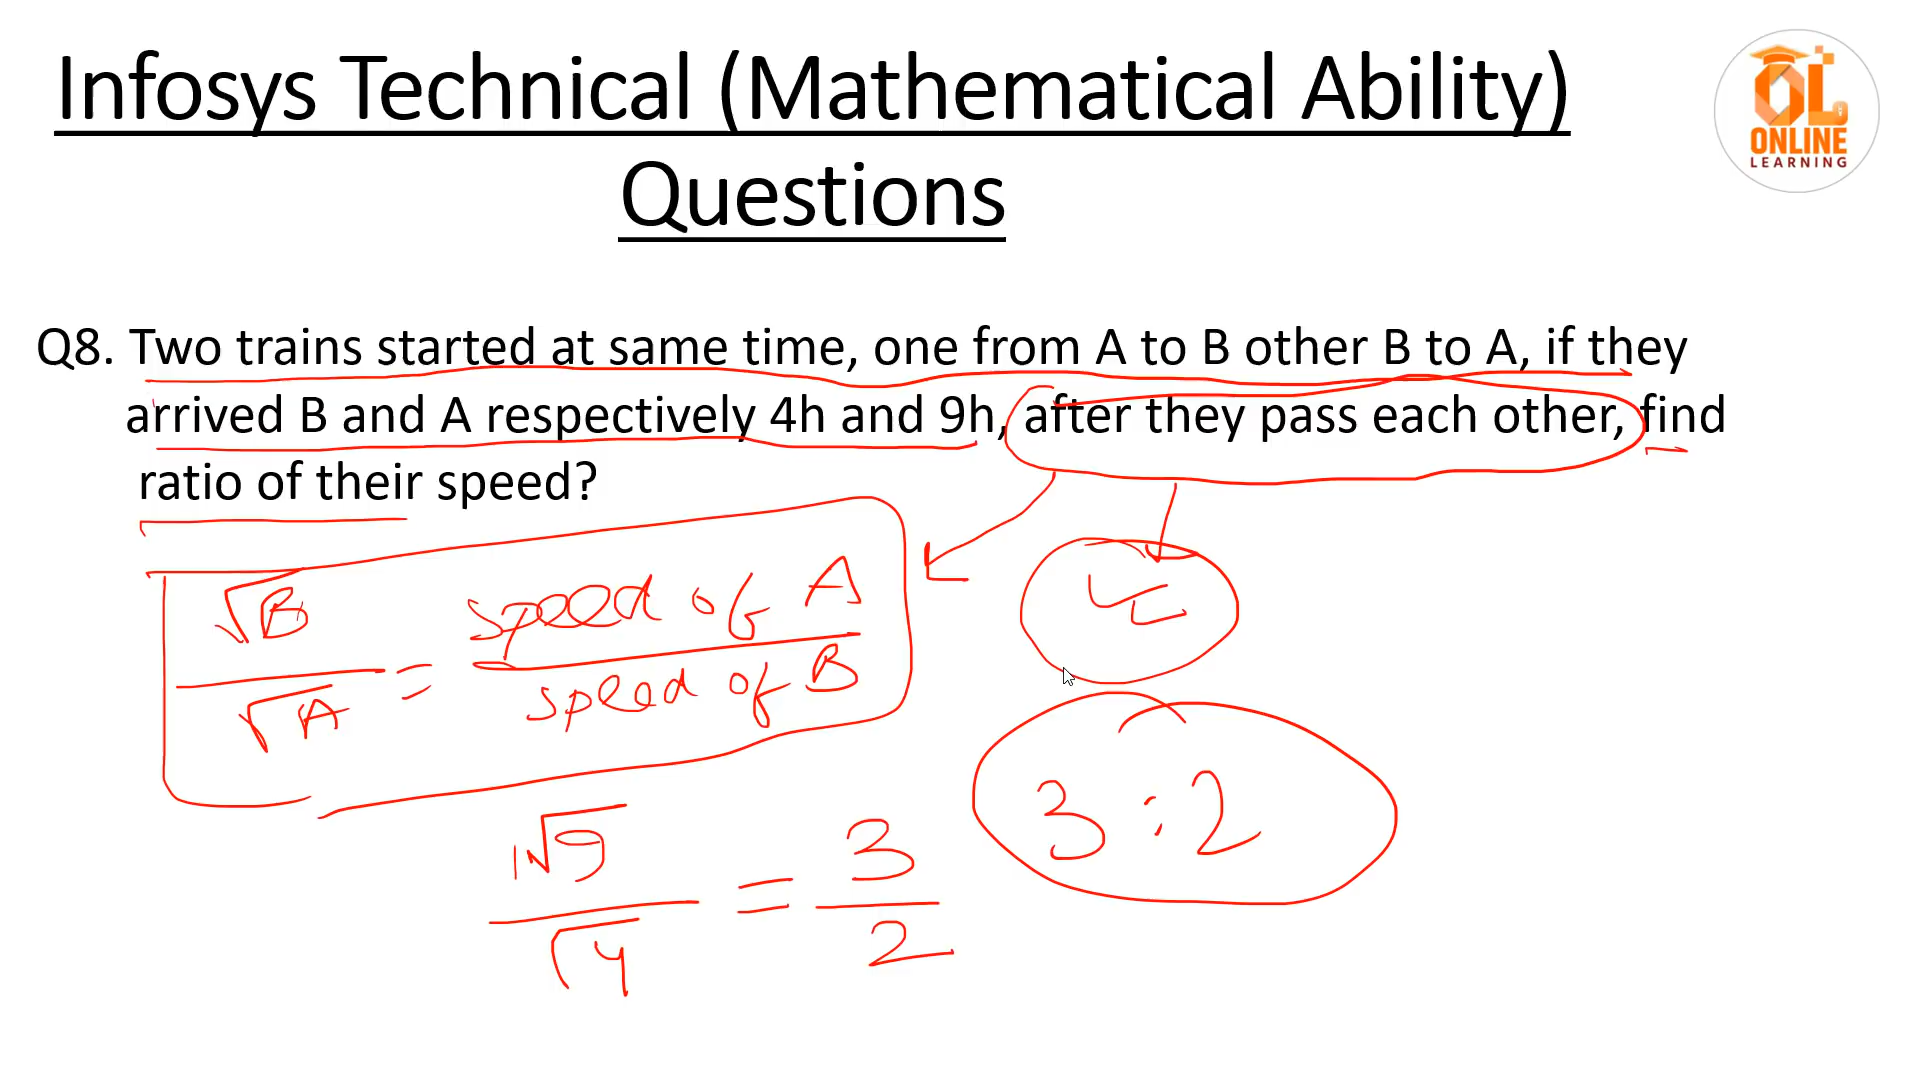 Infosys Technical (Mathematical Ability)
Questions
OL
ONLINE
LEARNING
Q8. Two trains started at same time, one from A to B other B to A, if they
arrived B and A respectively 4h and 9h, after they pass each other, find
ratio of their speed?
√B / √A = speed of A / speed of B
√9 / √4 = 3 / 2
3 : 2